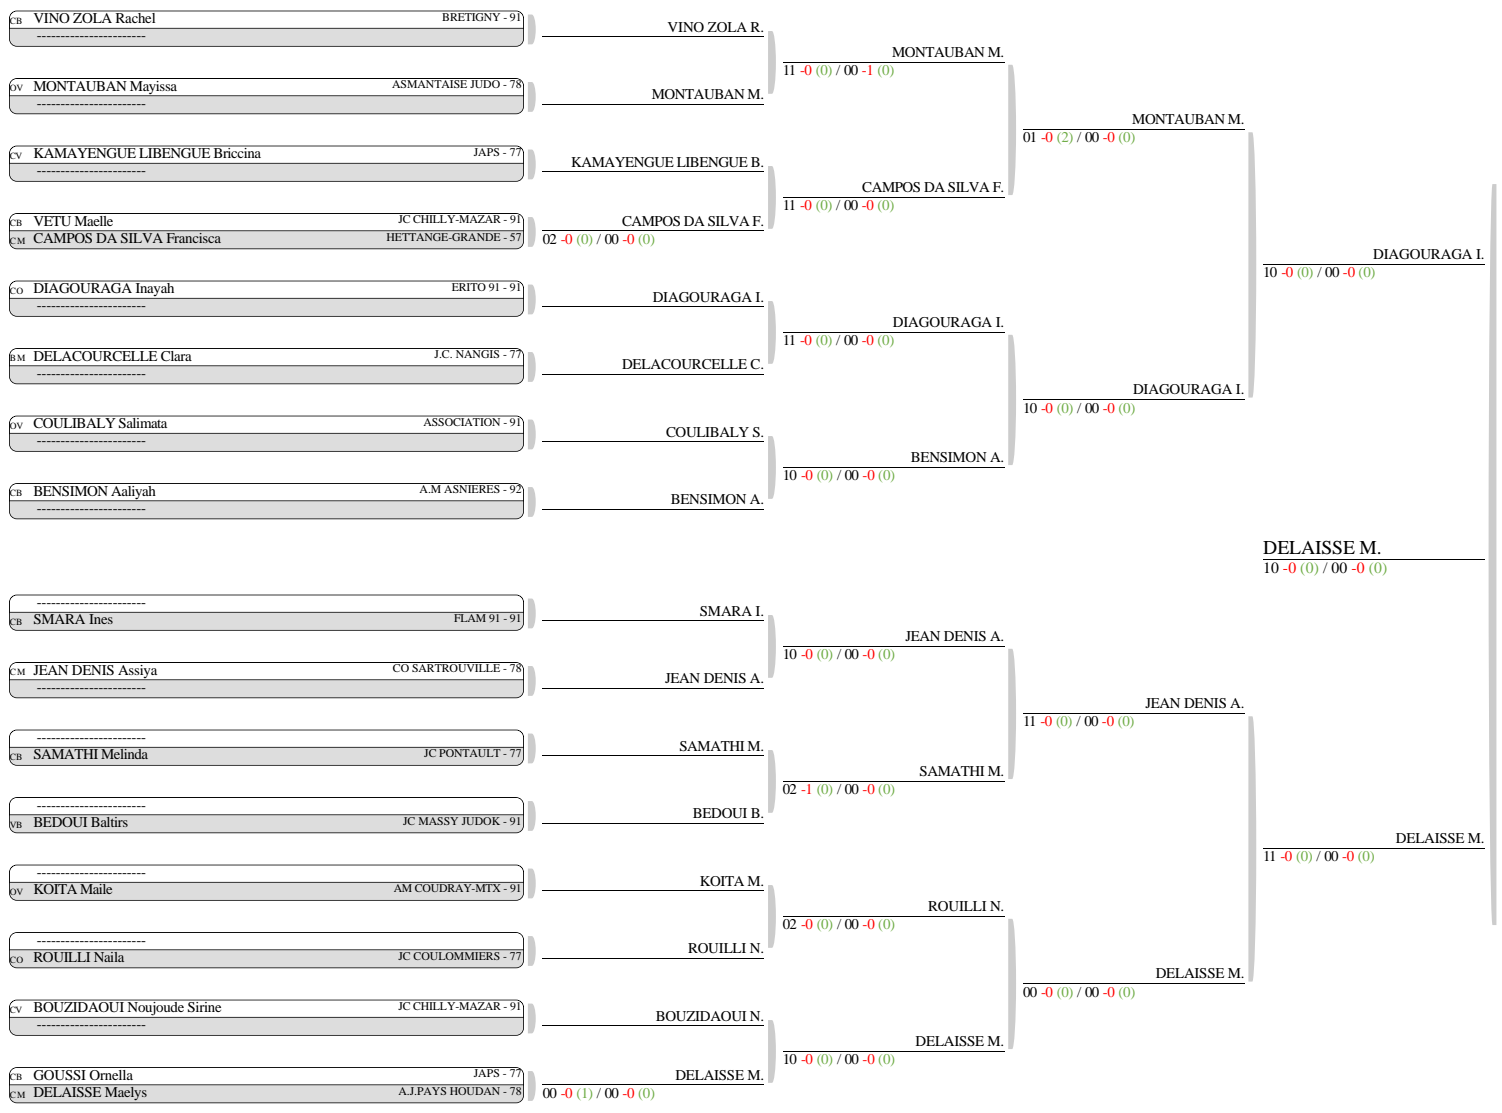 CB VINO ZOLA Rachel BRETIGNY - 91
-----------------------
OV MONTAUBAN Mayissa ASMANTAISE JUDO - 78
-----------------------
CV KAMAYENGUE LIBENGUE Briccina JAPS - 77
-----------------------
CB VETU Maelle JC CHILLY-MAZAR - 91
CM CAMPOS DA SILVA Francisca HETTANGE-GRANDE - 57
CO DIAGOURAGA Inayah ERITO 91 - 91
-----------------------
BM DELACOURCELLE Clara J.C. NANGIS - 77
-----------------------
OV COULIBALY Salimata ASSOCIATION - 91
-----------------------
CB BENSIMON Aaliyah A.M ASNIERES - 92
-----------------------
-----------------------
CB SMARA Ines FLAM 91 - 91
CM JEAN DENIS Assiya CO SARTROUVILLE - 78
-----------------------
-----------------------
CB SAMATHI Melinda JC PONTAULT - 77
-----------------------
VB BEDOUI Baltirs JC MASSY JUDOK - 91
-----------------------
OV KOITA Maile AM COUDRAY-MTX - 91
-----------------------
CO ROUILLI Naila JC COULOMMIERS - 77
CV BOUZIDAOUI Noujoude Sirine JC CHILLY-MAZAR - 91
-----------------------
CB GOUSSI Ornella JAPS - 77
CM DELAISSE Maelys A.J.PAYS HOUDAN - 78
VINO ZOLA R.
MONTAUBAN M.
KAMAYENGUE LIBENGUE B.
CAMPOS DA SILVA F.
02 -0 (0) / 00 -0 (0)
DIAGOURAGA I.
DELACOURCELLE C.
COULIBALY S.
BENSIMON A.
SMARA I.
JEAN DENIS A.
SAMATHI M.
BEDOUI B.
KOITA M.
ROUILLI N.
BOUZIDAOUI N.
DELAISSE M.
00 -0 (1) / 00 -0 (0)
MONTAUBAN M.
11 -0 (0) / 00 -1 (0)
CAMPOS DA SILVA F.
11 -0 (0) / 00 -0 (0)
DIAGOURAGA I.
11 -0 (0) / 00 -0 (0)
BENSIMON A.
10 -0 (0) / 00 -0 (0)
JEAN DENIS A.
10 -0 (0) / 00 -0 (0)
SAMATHI M.
02 -1 (0) / 00 -0 (0)
ROUILLI N.
02 -0 (0) / 00 -0 (0)
DELAISSE M.
10 -0 (0) / 00 -0 (0)
MONTAUBAN M.
01 -0 (2) / 00 -0 (0)
DIAGOURAGA I.
10 -0 (0) / 00 -0 (0)
JEAN DENIS A.
11 -0 (0) / 00 -0 (0)
DELAISSE M.
00 -0 (0) / 00 -0 (0)
DIAGOURAGA I.
10 -0 (0) / 00 -0 (0)
DELAISSE M.
10 -0 (0) / 00 -0 (0)
DELAISSE M.
11 -0 (0) / 00 -0 (0)